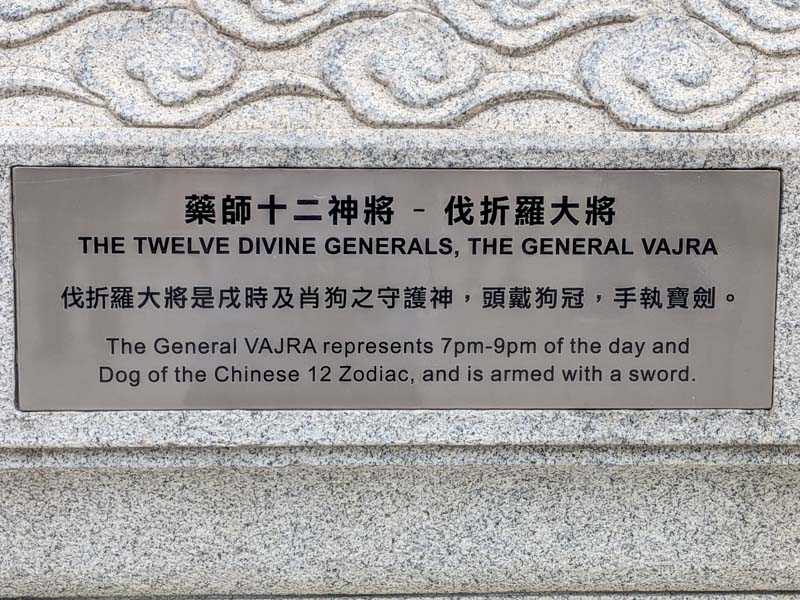 藥師十二神將 - 伐折羅大將
THE TWELVE DIVINE GENERALS, THE GENERAL VAJRA
伐折羅大將是戌時及肖狗之守護神，頭戴狗冠，手執寶劍。
The General VAJRA represents 7pm-9pm of the day and
Dog of the Chinese 12 Zodiac, and is armed with a sword.